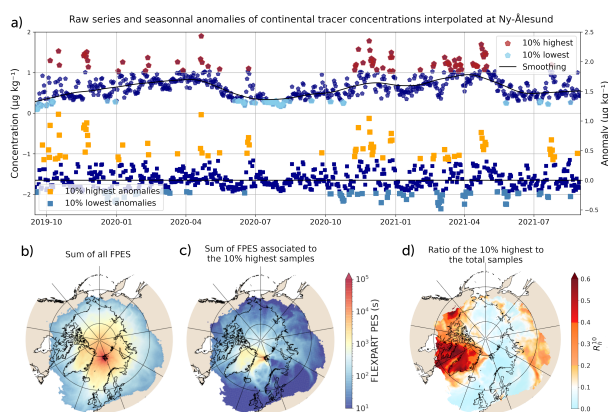 Raw series and seasonnal anomalies of continental tracer concentrations interpolated at Ny-Ålesund
a)
2
1
0
−1
−2
Concentration (µg kg⁻¹)
2.5
2.0
1.5
1.0
0.5
0.0
−0.5
Anomaly (µg kg⁻¹)
10% highest
10% lowest
Smoothing
10% highest anomalies
10% lowest anomalies
2019-10 2020-01 2020-04 2020-07 2020-10 2021-01 2021-04 2021-07
b)
Sum of all FPES
c)
Sum of FPES associated to
the 10% highest samples
10⁵
10⁴
10³
10²
10¹
FLEXPART PES (s)
d)
Ratio of the 10% highest to
the total samples
0.6
0.5
0.4
0.3
0.2
0.1
0.0
R¹⁰ₕ